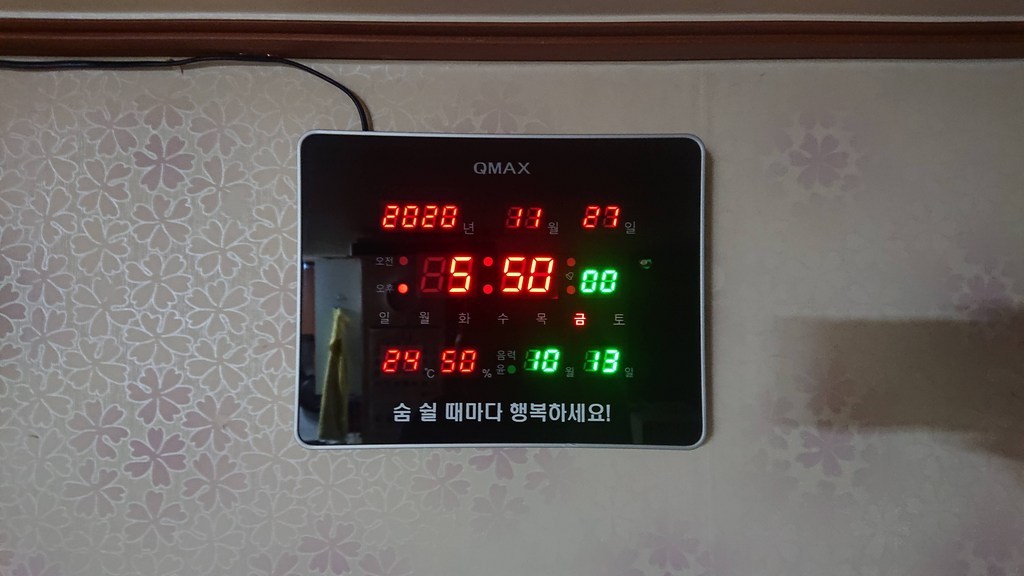 QMAX
2020 년 11 월 27 일
오전
오후 5:50 00
일 월 화 수 목 금 토
24 ℃ 50 % 음력 윤 10 월 13 일
숨 쉴 때마다 행복하세요!